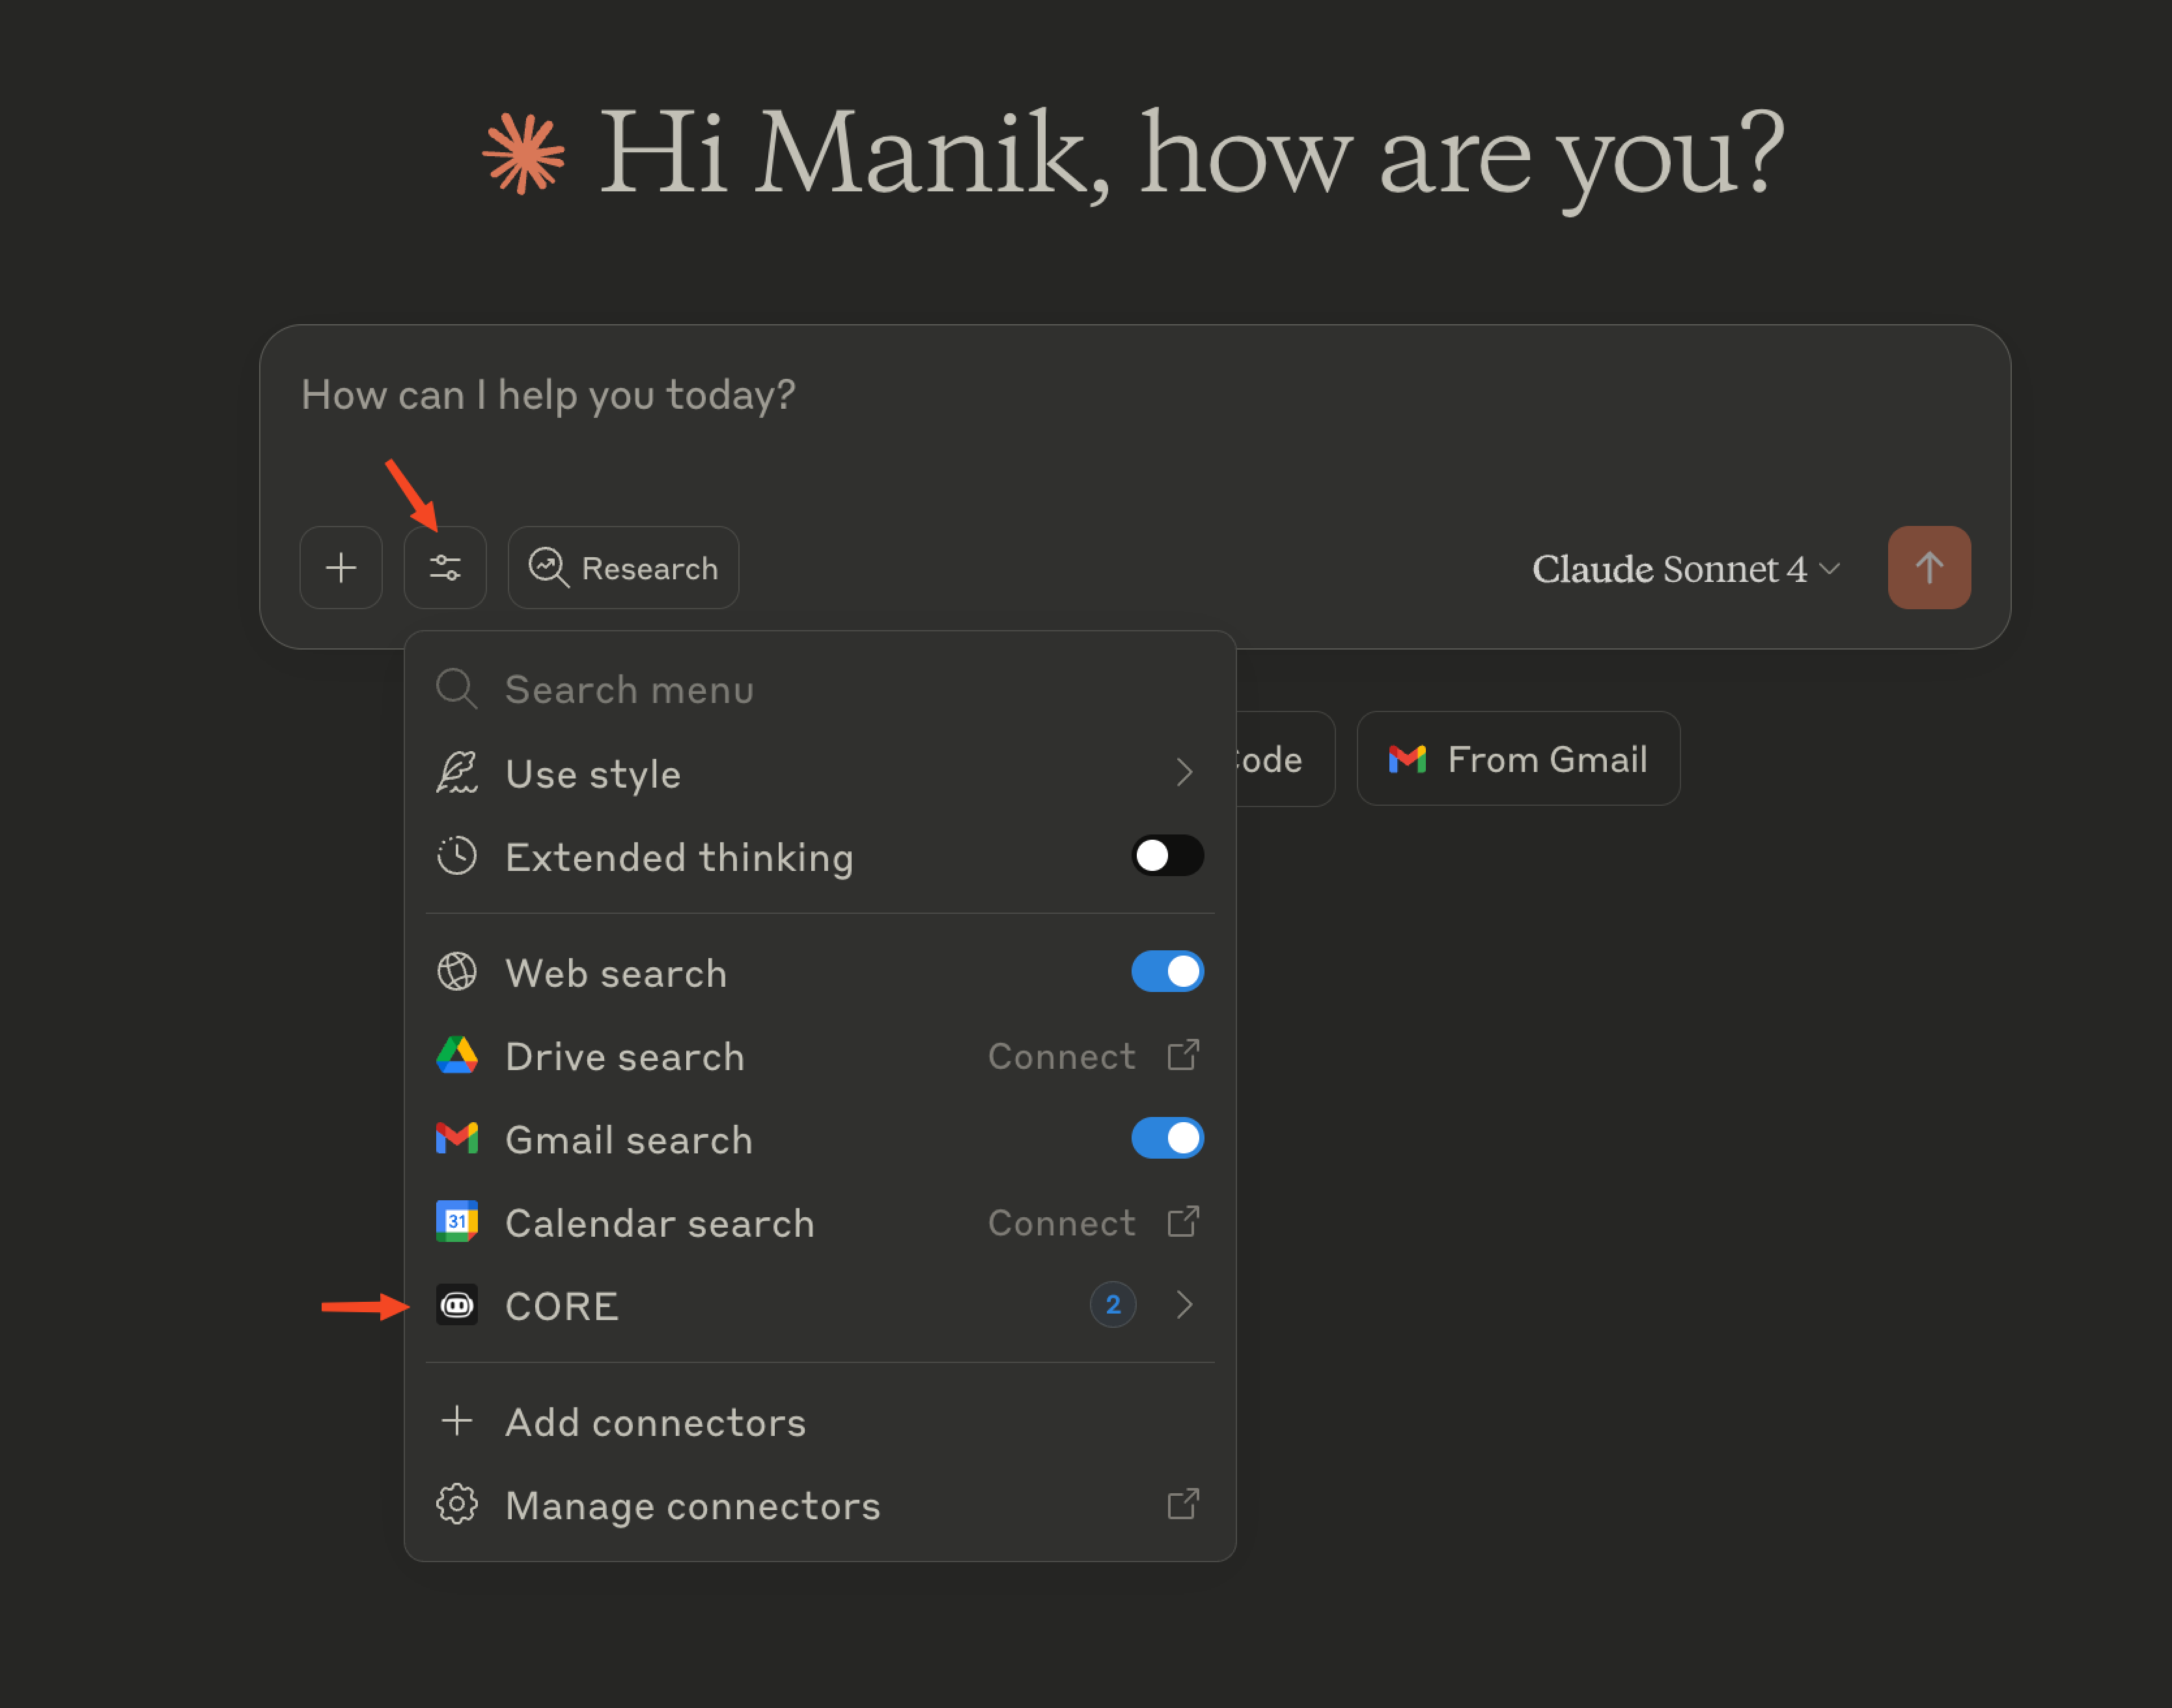 Hi Manik, how are you?
How can I help you today?
Research
Claude Sonnet 4
Search menu
Use style
From Gmail
Extended thinking
Web search
Drive search Connect
Gmail search
31
Calendar search Connect
CORE 2
Add connectors
Manage connectors